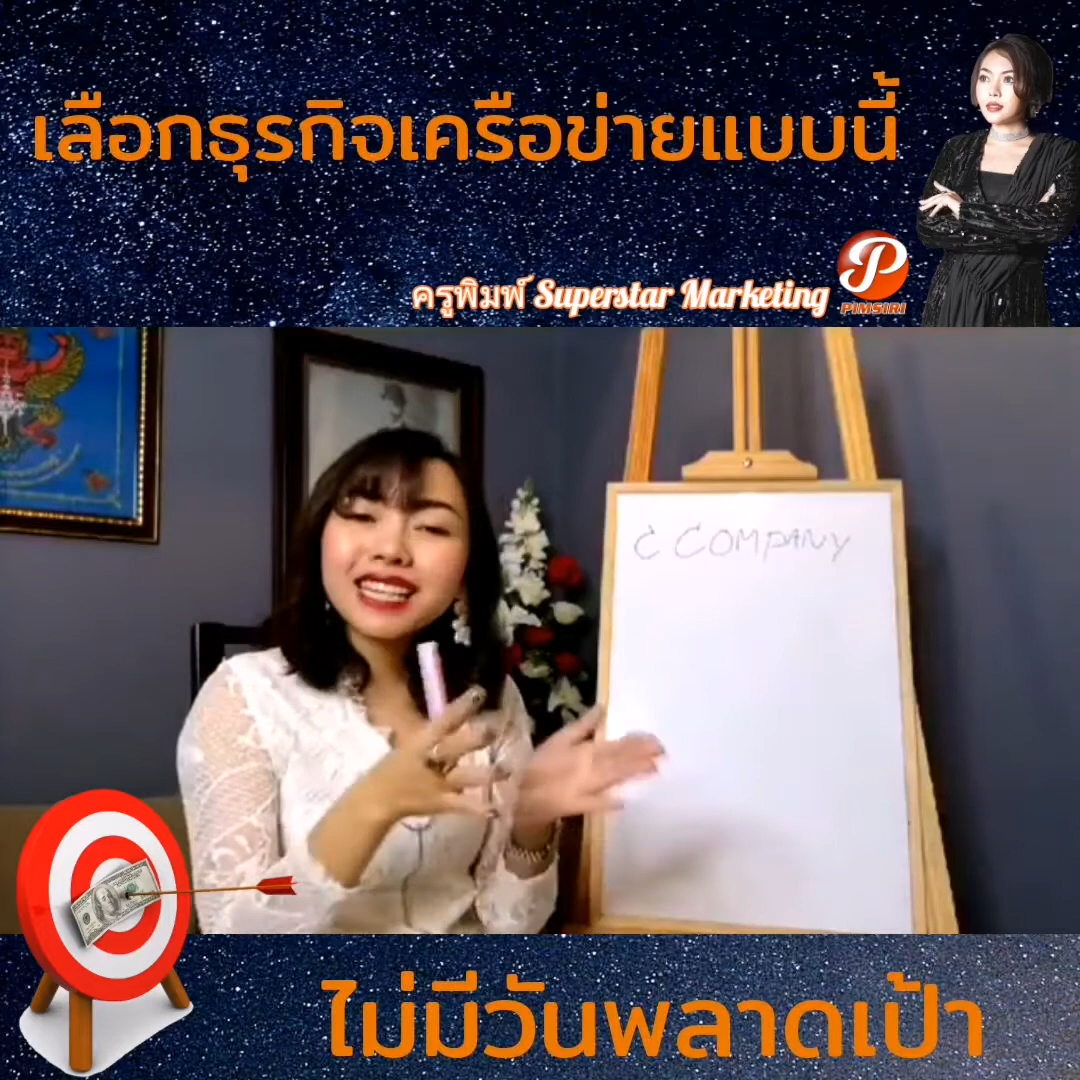 เลือกธุรกิจเครือข่ายแบบนี้
ครูพิมพ์ Superstar Marketing
P
PIMSIRI
C COMPANY
ไม่มีวันพลาดเป้า